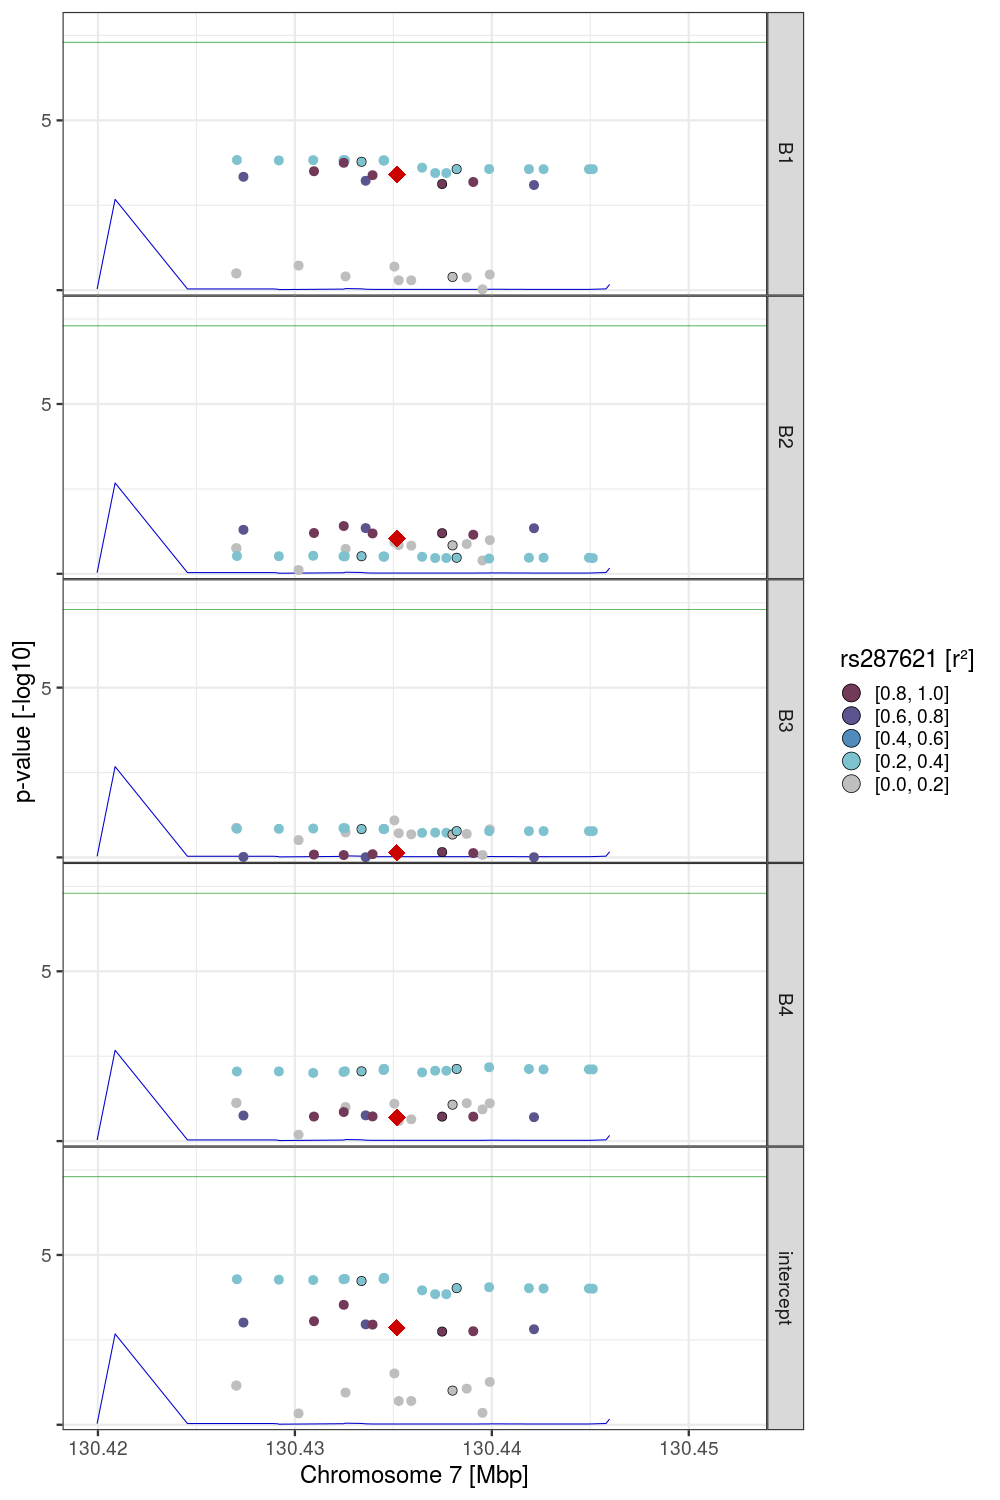 5
B1
5
B2
5
B3
5
B4
5
intercept
p-value [-log10]
130.42
130.43
130.44
130.45
Chromosome 7 [Mbp]
rs287621 [r²]
[0.8, 1.0]
[0.6, 0.8]
[0.4, 0.6]
[0.2, 0.4]
[0.0, 0.2]